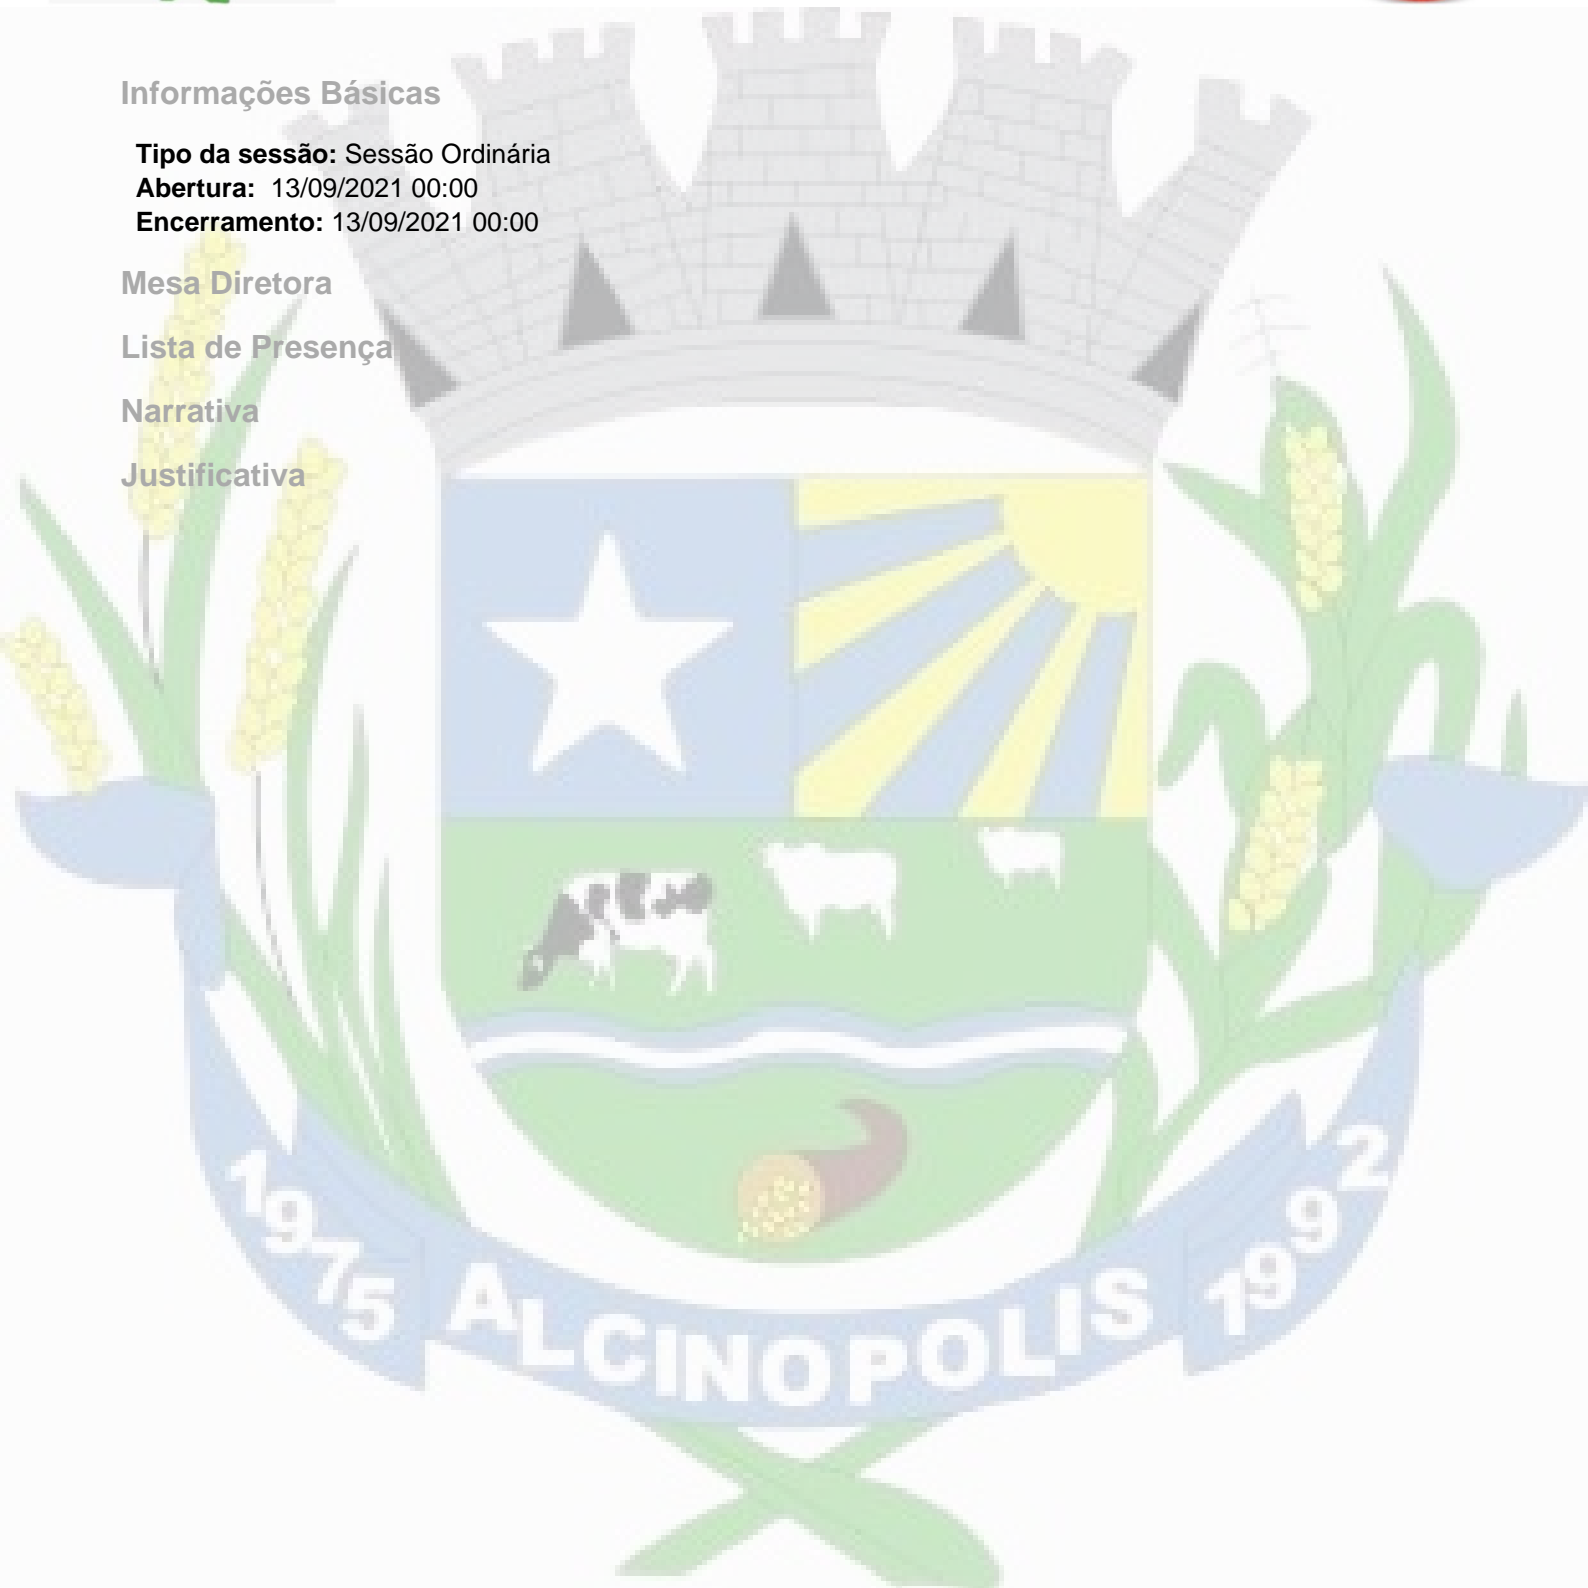 Informações Básicas
Tipo da sessão: Sessão Ordinária
Abertura: 13/09/2021 00:00
Encerramento: 13/09/2021 00:00
Mesa Diretora
Lista de Presença
Narrativa
Justificativa
1975 ALCINOPOLIS 1992